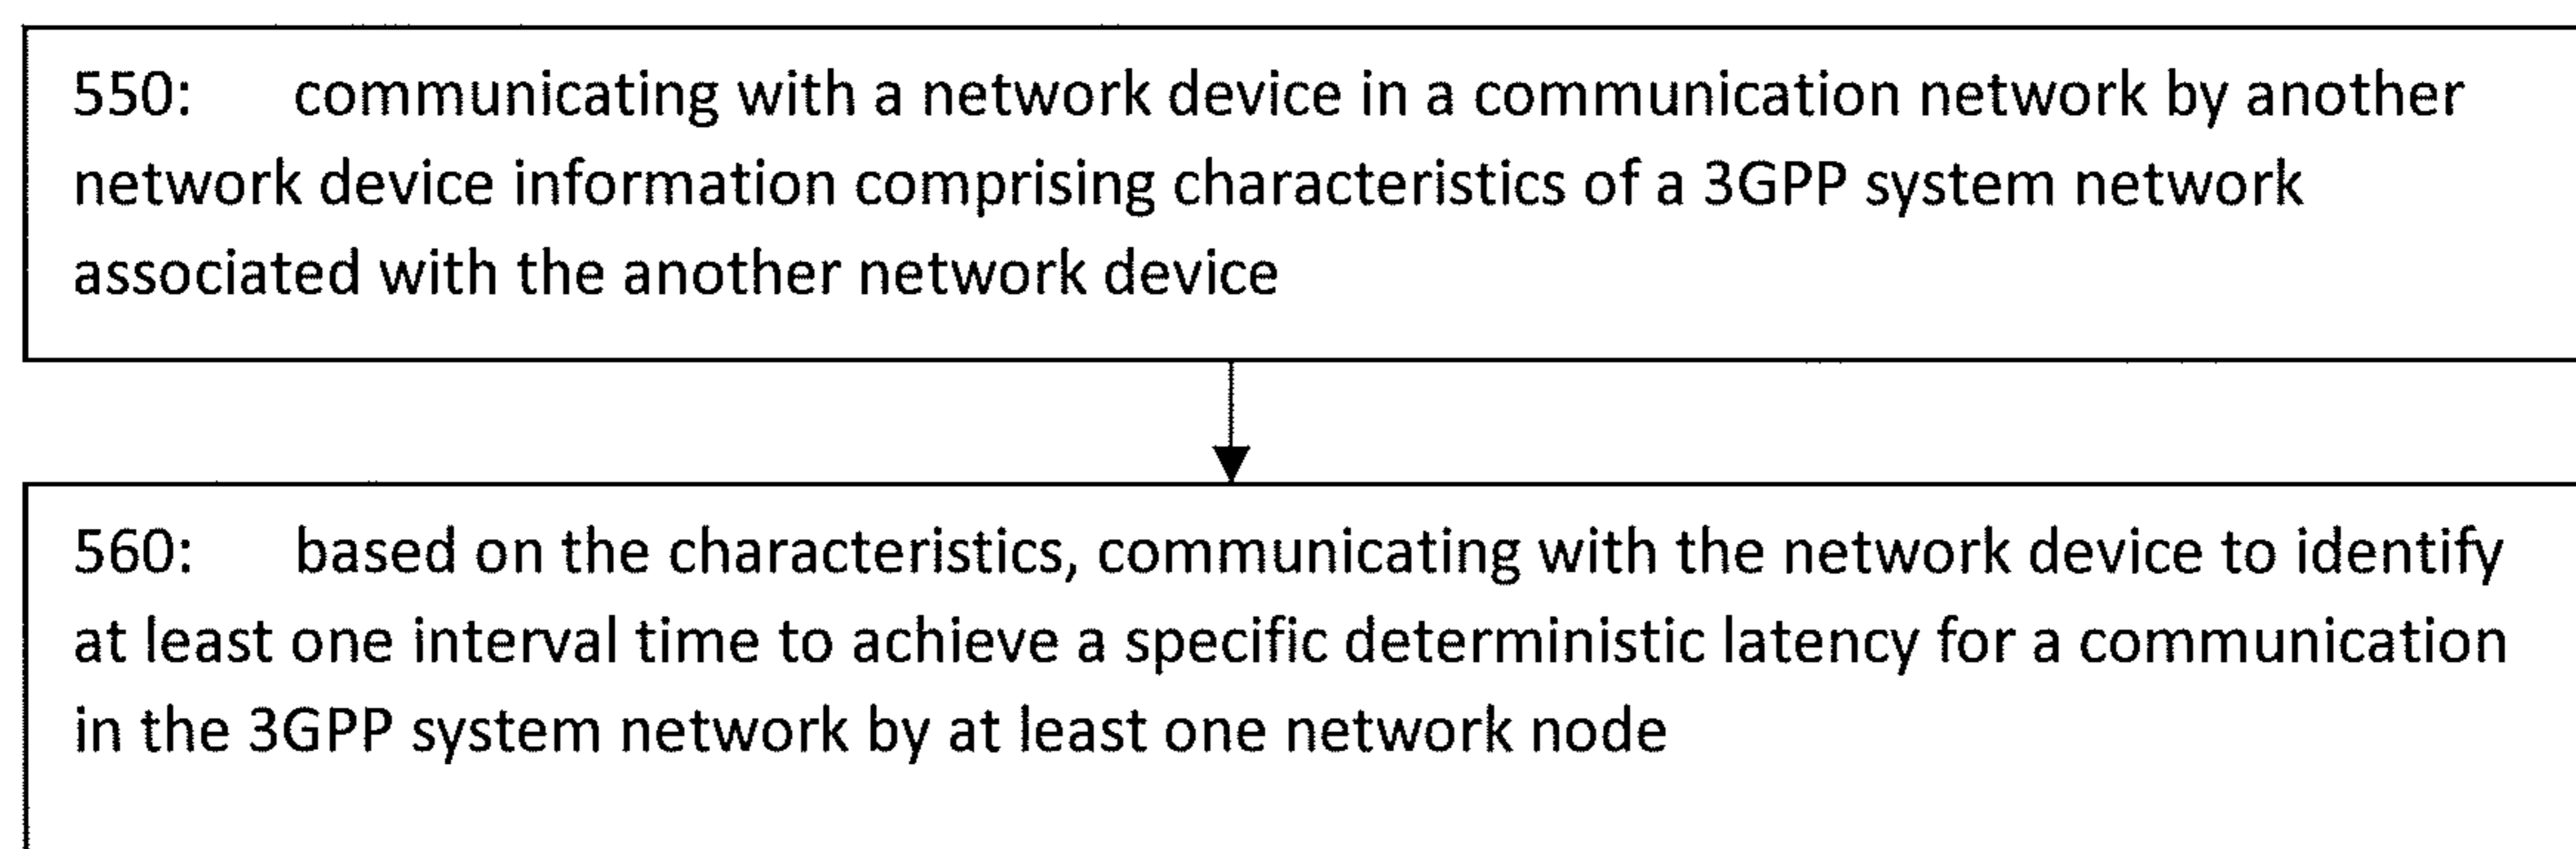 550: communicating with a network device in a communication network by another
network device information comprising characteristics of a 3GPP system network
associated with the another network device
560: based on the characteristics, communicating with the network device to identify
at least one interval time to achieve a specific deterministic latency for a communication
in the 3GPP system network by at least one network node